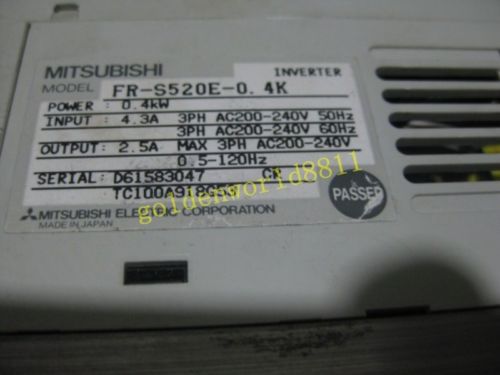 MITSUBISHI INVERTER
MODEL FR-S520E-0.4K
POWER : 0.4kW
INPUT : 4.3A 3PH AC200-240V 50Hz
3PH AC200-240V 60Hz
OUTPUT: 2.5A MAX 3PH AC200-240V
0.5-120Hz
SERIAL: D61583047
PASSED
MITSUBISHI ELECTRIC CORPORATION
MADE IN JAPAN
goldenworld8811